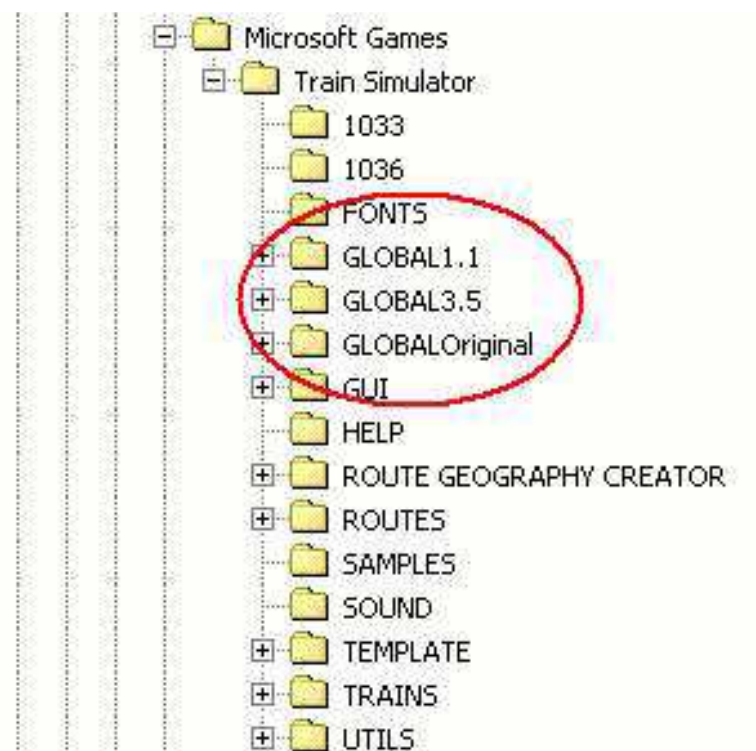 Microsoft Games
Train Simulator
1033
1036
FONTS
GLOBAL1.1
GLOBAL3.5
GLOBALOriginal
GUI
HELP
ROUTE GEOGRAPHY CREATOR
ROUTES
SAMPLES
SOUND
TEMPLATE
TRAINS
UTILS